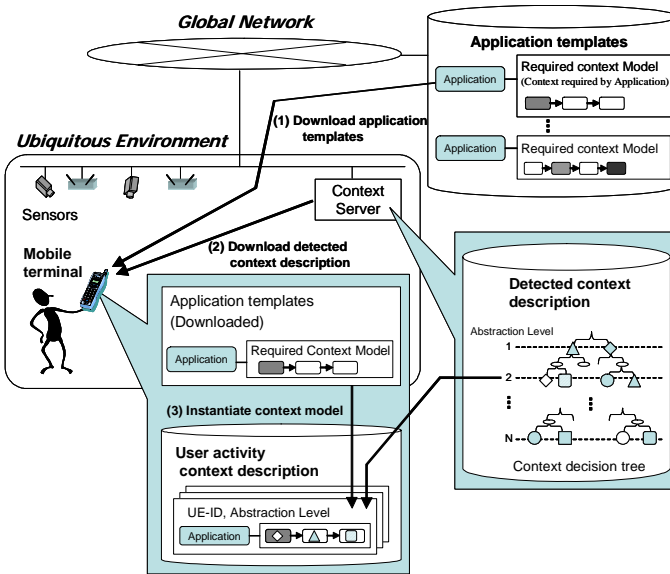 Global Network
Application templates
Application
Required context Model
(Context required by Application)
Application
Required context Model
(1) Download application
templates
Ubiquitous Environment
Sensors
Context
Server
Mobile
terminal
(2) Download detected
context description
Application templates
(Downloaded)
Application
Required Context Model
(3) Instantiate context model
User activity
context description
UE-ID, Abstraction Level
Application
Detected context
description
Abstraction Level
1
2
N
Context decision tree